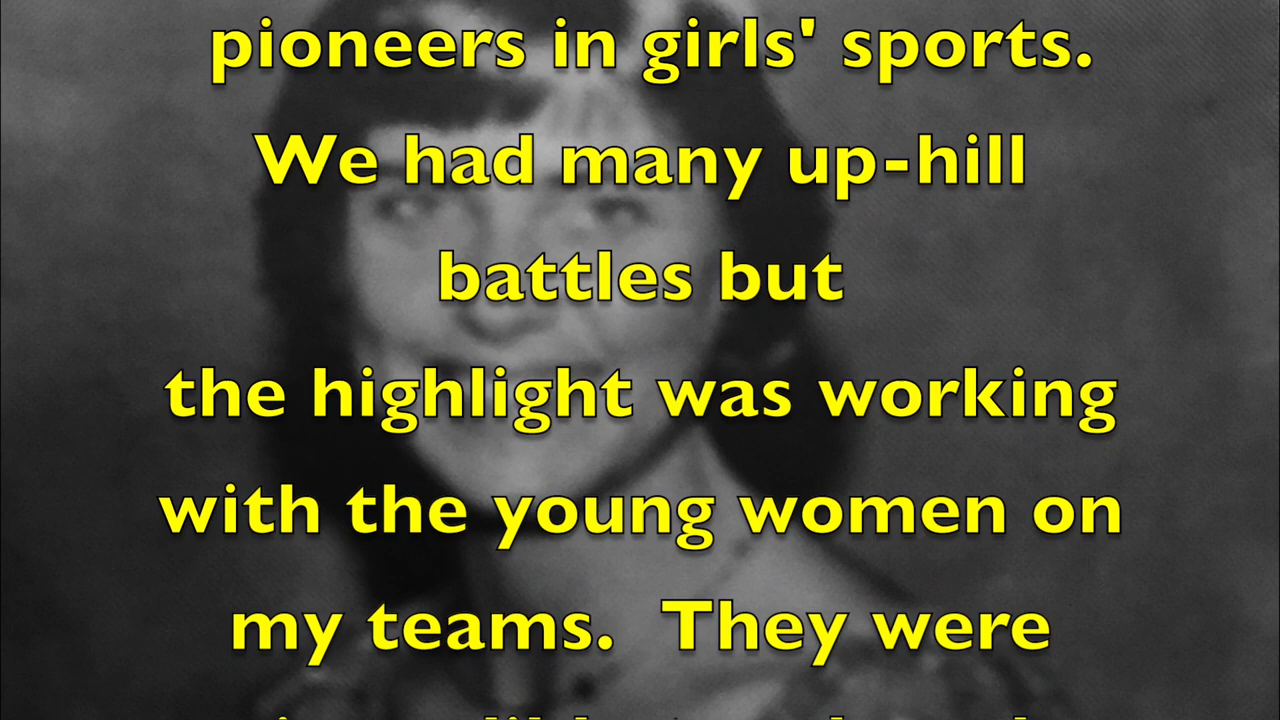 pioneers in girls' sports.
We had many up-hill
battles but
the highlight was working
with the young women on
my teams.  They were